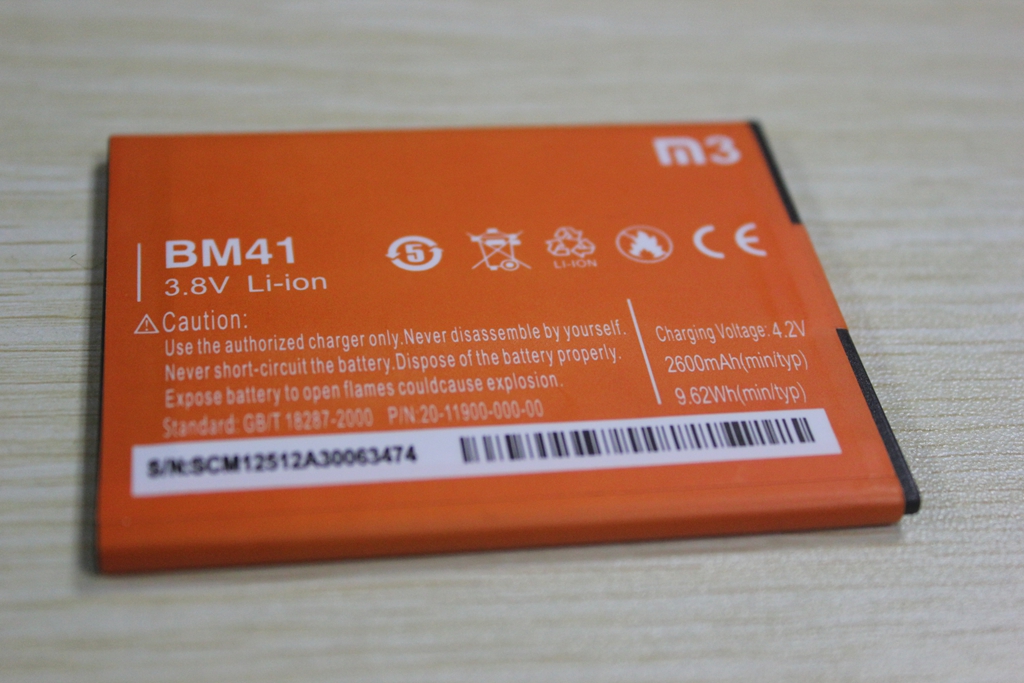 m3
BM41
3.8V Li-ion
5
LI-ION
CE
Caution:
Use the authorized charger only.Never disassemble by yourself.
Never short-circuit the battery.Dispose of the battery properly.
Expose battery to open flames couldcause explosion.
Standard: GB/T 18287-2000 P/N:20-11900-000-00
Charging Voltage: 4.2V
2600mAh(min/typ)
9.62Wh(min/typ)
S/N:SCM12512A30063474